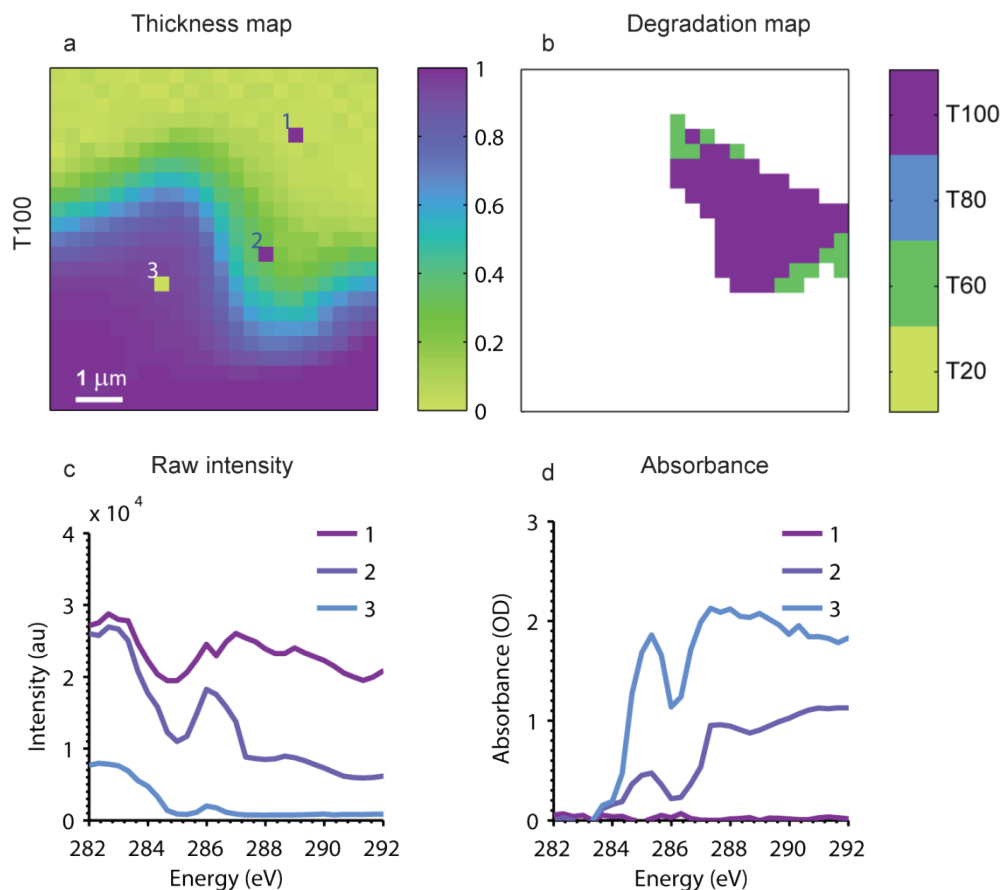 Thickness map
Degradation map
a
b
T100
1
2
3
1 μm
1
0.8
0.6
0.4
0.2
0
T100
T80
T60
T20
c
Raw intensity
d
Absorbance
x 10 4
4
3
2
1
0
Intensity (au)
1
2
3
282 284 286 288 290 292
Energy (eV)
3
2
1
0
Absorbance (OD)
1
2
3
282 284 286 288 290 292
Energy (eV)